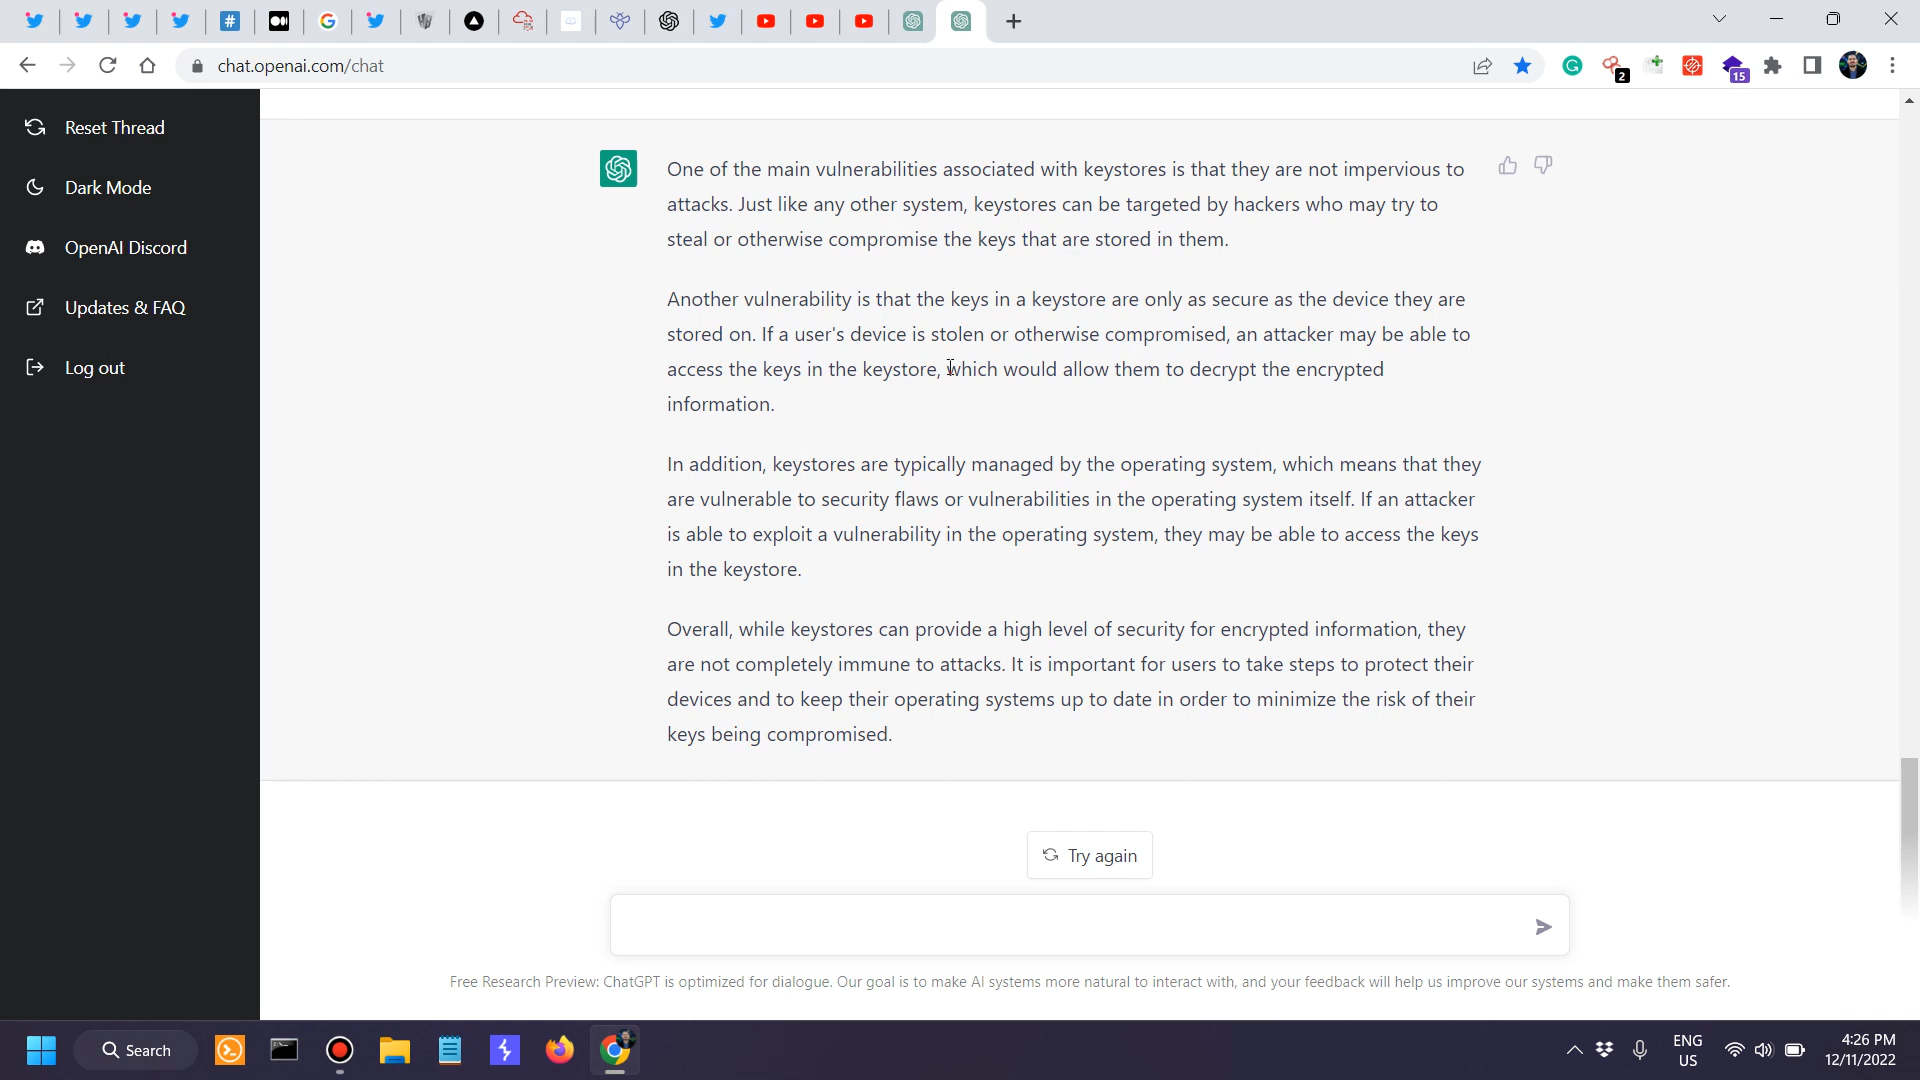 chat.openai.com/chat
2
15
Reset Thread
Dark Mode
OpenAI Discord
Updates & FAQ
Log out
One of the main vulnerabilities associated with keystores is that they are not impervious to
attacks. Just like any other system, keystores can be targeted by hackers who may try to
steal or otherwise compromise the keys that are stored in them.
Another vulnerability is that the keys in a keystore are only as secure as the device they are
stored on. If a user's device is stolen or otherwise compromised, an attacker may be able to
access the keys in the keystore, which would allow them to decrypt the encrypted
information.
In addition, keystores are typically managed by the operating system, which means that they
are vulnerable to security flaws or vulnerabilities in the operating system itself. If an attacker
is able to exploit a vulnerability in the operating system, they may be able to access the keys
in the keystore.
Overall, while keystores can provide a high level of security for encrypted information, they
are not completely immune to attacks. It is important for users to take steps to protect their
devices and to keep their operating systems up to date in order to minimize the risk of their
keys being compromised.
Try again
Free Research Preview: ChatGPT is optimized for dialogue. Our goal is to make AI systems more natural to interact with, and your feedback will help us improve our systems and make them safer.
Search
ENG
US
4:26 PM
12/11/2022